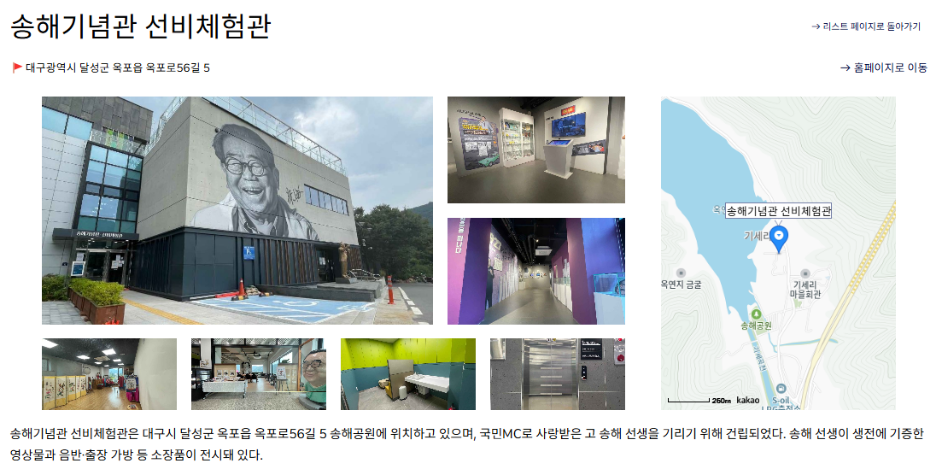 송해기념관 선비체험관
→ 리스트 페이지로 돌아가기
대구광역시 달성군 옥포읍 옥포로56길 5
→ 홈페이지로 이동
송해기념관 선비체험관
기세리
옥연지 금굴
기세리
마을회관
송해공원
S-oil
260m kakao
송해기념관 선비체험관은 대구시 달성군 옥포읍 옥포로56길 5 송해공원에 위치하고 있으며, 국민MC로 사랑받은 고 송해 선생을 기리기 위해 건립되었다. 송해 선생이 생전에 기증한
영상물과 음반·출장 가방 등 소장품이 전시돼 있다.